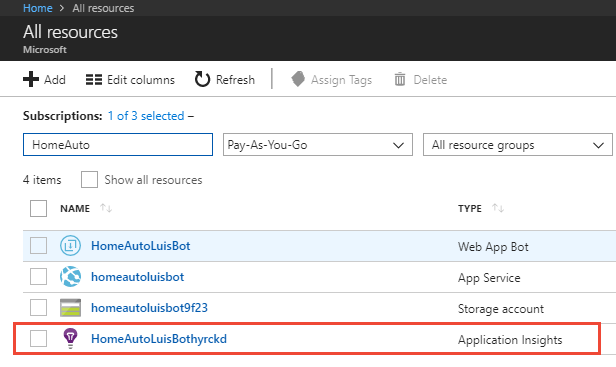 Home > All resources
All resources
Microsoft
Add Edit columns Refresh Assign Tags Delete
Subscriptions: 1 of 3 selected –
HomeAuto Pay-As-You-Go All resource groups
4 items Show all resources
NAME TYPE
HomeAutoLuisBot Web App Bot
homeautoluisbot App Service
homeautoluisbot9f23 Storage account
HomeAutoLuisBothyrckd Application Insights